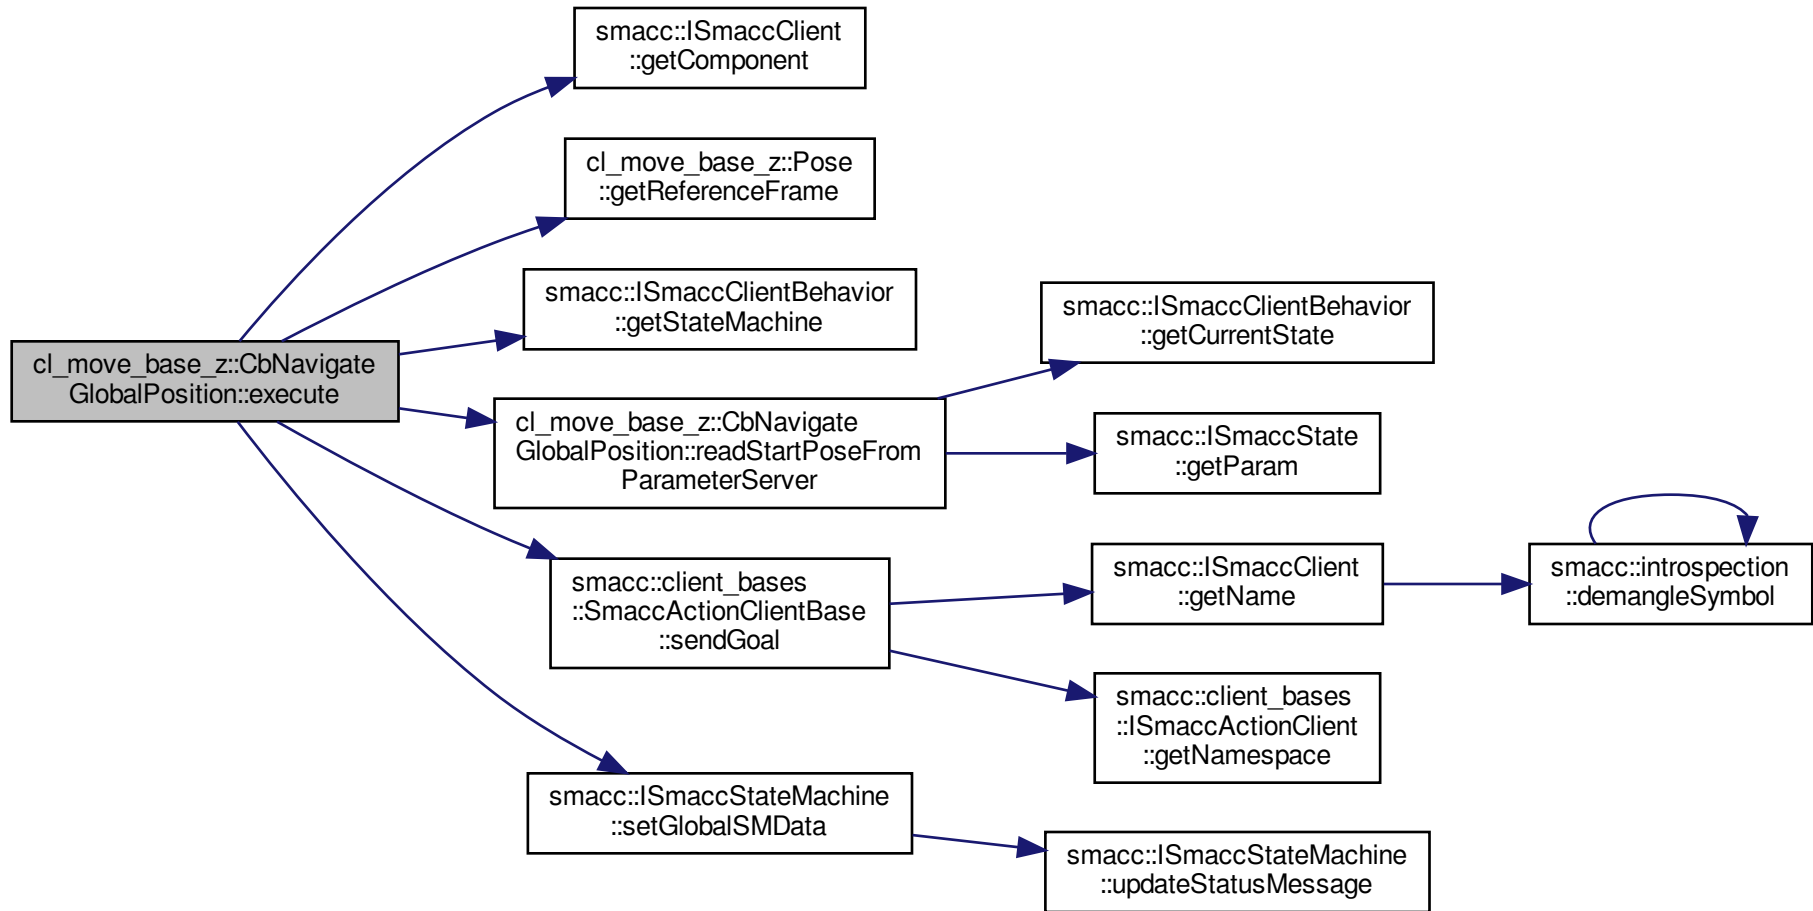 smacc::ISmaccClient
::getComponent
cl_move_base_z::Pose
::getReferenceFrame
smacc::ISmaccClientBehavior
::getStateMachine
smacc::ISmaccClientBehavior
::getCurrentState
cl_move_base_z::CbNavigate
GlobalPosition::execute
cl_move_base_z::CbNavigate
GlobalPosition::readStartPoseFrom
ParameterServer
smacc::ISmaccState
::getParam
smacc::client_bases
::SmaccActionClientBase
::sendGoal
smacc::ISmaccClient
::getName
smacc::introspection
::demangleSymbol
smacc::client_bases
::ISmaccActionClient
::getNamespace
smacc::ISmaccStateMachine
::setGlobalSMData
smacc::ISmaccStateMachine
::updateStatusMessage